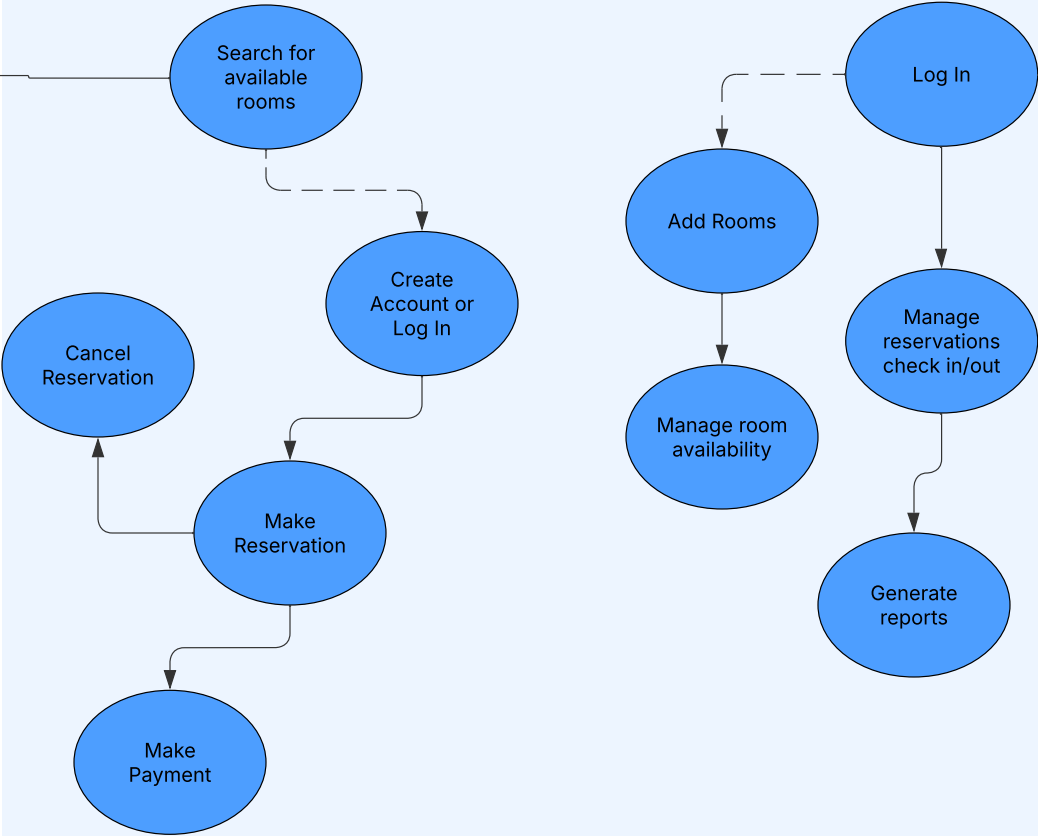 Search for
available
rooms
Log In
Add Rooms
Create
Account or
Log In
Manage
reservations
check in/out
Cancel
Reservation
Manage room
availability
Make
Reservation
Generate
reports
Make
Payment